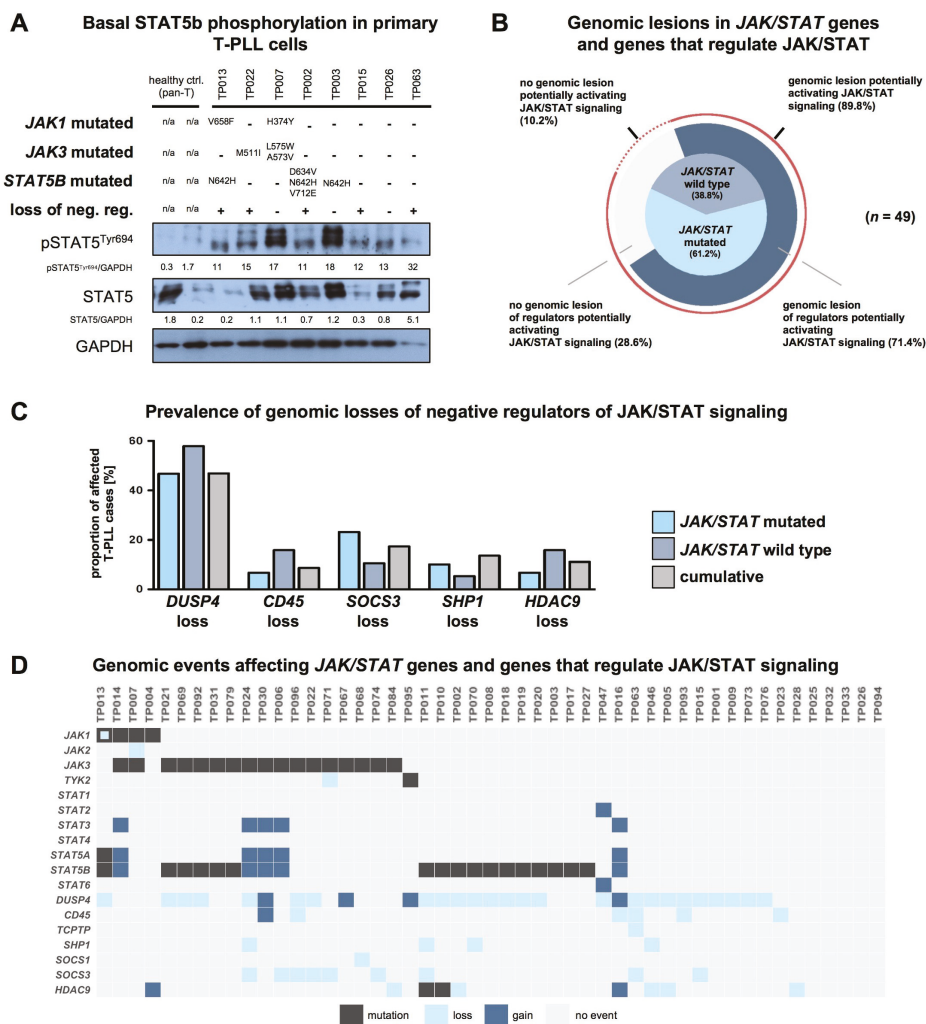 A
Basal STAT5b phosphorylation in primary
T-PLL cells
healthy ctrl.
(pan-T)
TP013 TP022 TP007 TP002 TP003 TP015 TP026 TP063
JAK1 mutated n/a n/a V658F - H374Y - - - - -
JAK3 mutated n/a n/a - M511I L575W A573V - - - - -
STAT5B mutated n/a n/a N642H - - D634V N642H V712E N642H - - -
loss of neg. reg. n/a n/a + + - + - + - +
pSTAT5Tyr694
pSTAT5Tyr694/GAPDH 0.3 1.7 11 15 17 11 18 12 13 32
STAT5
STAT5/GAPDH 1.8 0.2 0.2 1.1 1.1 0.7 1.2 0.3 0.8 5.1
GAPDH
B
Genomic lesions in JAK/STAT genes
and genes that regulate JAK/STAT
no genomic lesion
potentially activating
JAK/STAT signaling
(10.2%)
genomic lesion potentially
activating JAK/STAT
signaling (89.8%)
JAK/STAT
wild type
(38.8%)
JAK/STAT
mutated
(61.2%)
(n = 49)
no genomic lesion
of regulators potentially
activating
JAK/STAT signaling (28.6%)
genomic lesion
of regulators potentially
activating
JAK/STAT signaling (71.4%)
C
Prevalence of genomic losses of negative regulators of JAK/STAT signaling
proportion of affected
T-PLL cases [%]
60
40
20
0
DUSP4 loss
CD45 loss
SOCS3 loss
SHP1 loss
HDAC9 loss
JAK/STAT mutated
JAK/STAT wild type
cumulative
D
Genomic events affecting JAK/STAT genes and genes that regulate JAK/STAT signaling
TP013 TP014 TP007 TP004 TP021 TP069 TP092 TP031 TP079 TP024 TP030 TP006 TP096 TP022 TP071 TP067 TP068 TP074 TP084 TP095 TP011 TP010 TP002 TP070 TP008 TP018 TP019 TP020 TP003 TP017 TP005 TP047 TP016 TP063 TP046 TP005 TP093 TP015 TP001 TP009 TP073 TP076 TP023 TP028 TP025 TP032 TP033 TP026 TP094
JAK1
JAK2
JAK3
TYK2
STAT1
STAT2
STAT3
STAT4
STAT5A
STAT5B
STAT6
DUSP4
CD45
TCPTP
SHP1
SOCS1
SOCS3
HDAC9
mutation loss gain no event